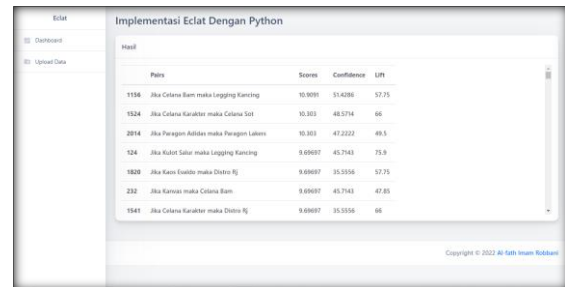 Eclat
Implementasi Eclat Dengan Python
Dashboard
Upload Data
Hasil
Pairs Scores Confidence Lift
1156 Jika Celana Bam maka Legging Kancing 10.9091 51.4286 57.75
1524 Jika Celana Karakter maka Celana Sot 10.303 48.5714 66
2014 Jika Paragon Adidas maka Paragon Lakers 10.303 47.2222 49.5
124 Jika Kulot Salur maka Legging Kancing 9.69697 45.7143 75.9
1820 Jika Kaos Esaldo maka Distro Rj 9.69697 35.5556 57.75
232 Jika Kanvas maka Celana Bam 9.69697 45.7143 47.85
1541 Jika Celana Karakter maka Distro Rj 9.69697 35.5556 66
Copyright © 2022 Al-fath Imam Robbani